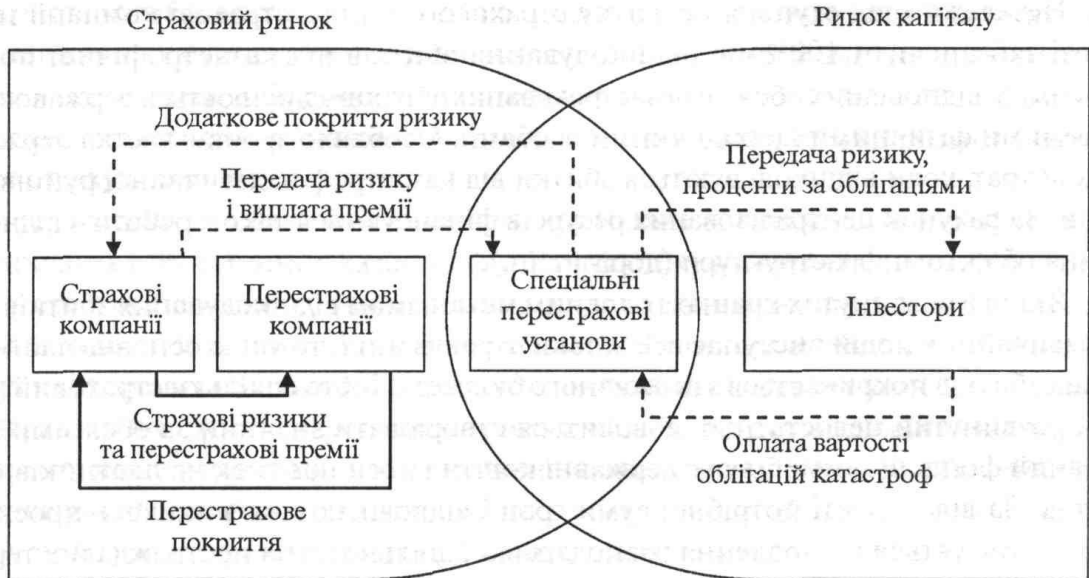 Страховий ринок
Ринок капіталу
Додаткове покриття ризику
Передача ризику
і виплата премії
Передача ризику,
проценти за облігаціями
Страхові
компанії
Перестрахові
компанії
Спеціальні
перестрахові
установи
Інвестори
Страхові ризики
та перестрахові премії
Оплата вартості
облігацій катастроф
Перестрахове
покриття